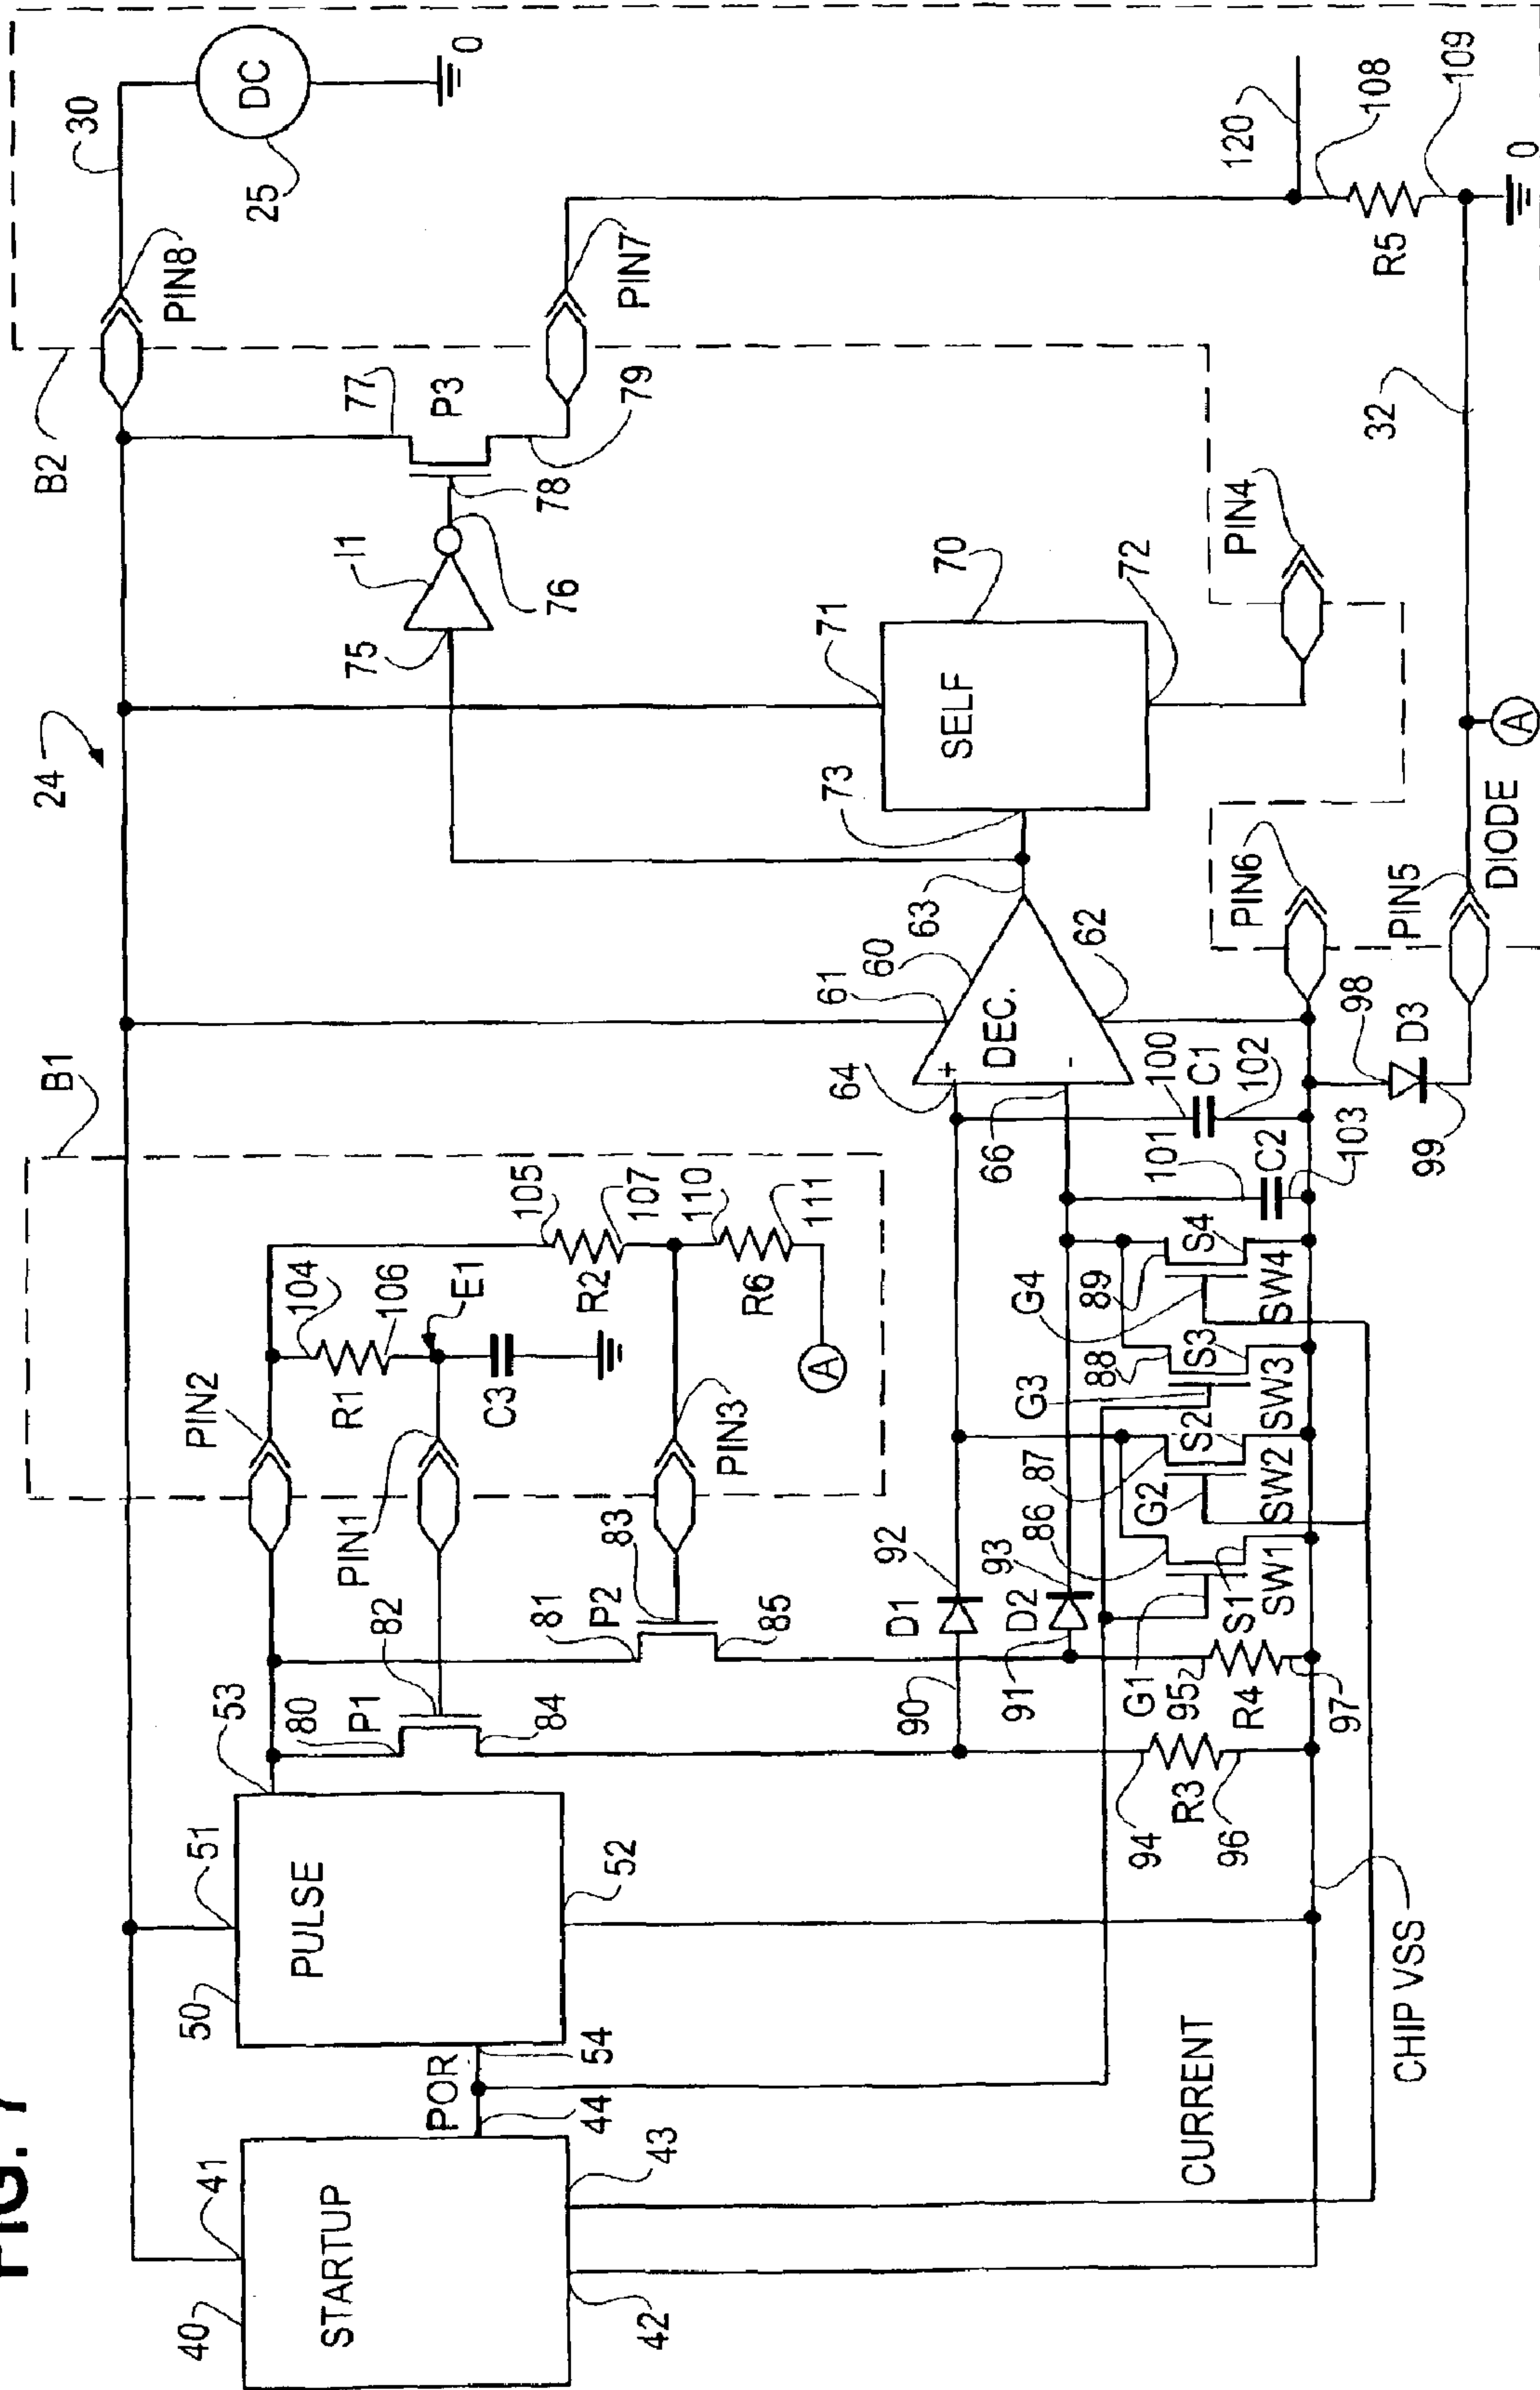 FIG. 7
24
B1
B2
30
DC
25
0
PIN8
77
P3
78
79
PIN7
I1
75
76
120
108
R5
109
0
32
40
41
STARTUP
42
43
44
POR
50
51
PULSE
52
53
54
PIN2
104
R1
106
E1
C3
PIN1
105
R2
107
110
R6
111
A
PIN3
80
P1
82
84
81
P2
83
85
61
60
63
64
+
DEC.
-
66
62
70
71
SELF
72
73
PIN4
PIN6
PIN5
DIODE
A
D1
92
90
D2
93
91
86
87
G1
S1
SW1
G2
S2
SW2
G3
88
S3
SW3
G4
89
S4
SW4
101
C2
103
100
C1
102
98
D3
99
94
R3
96
95
R4
97
CURRENT
CHIP VSS